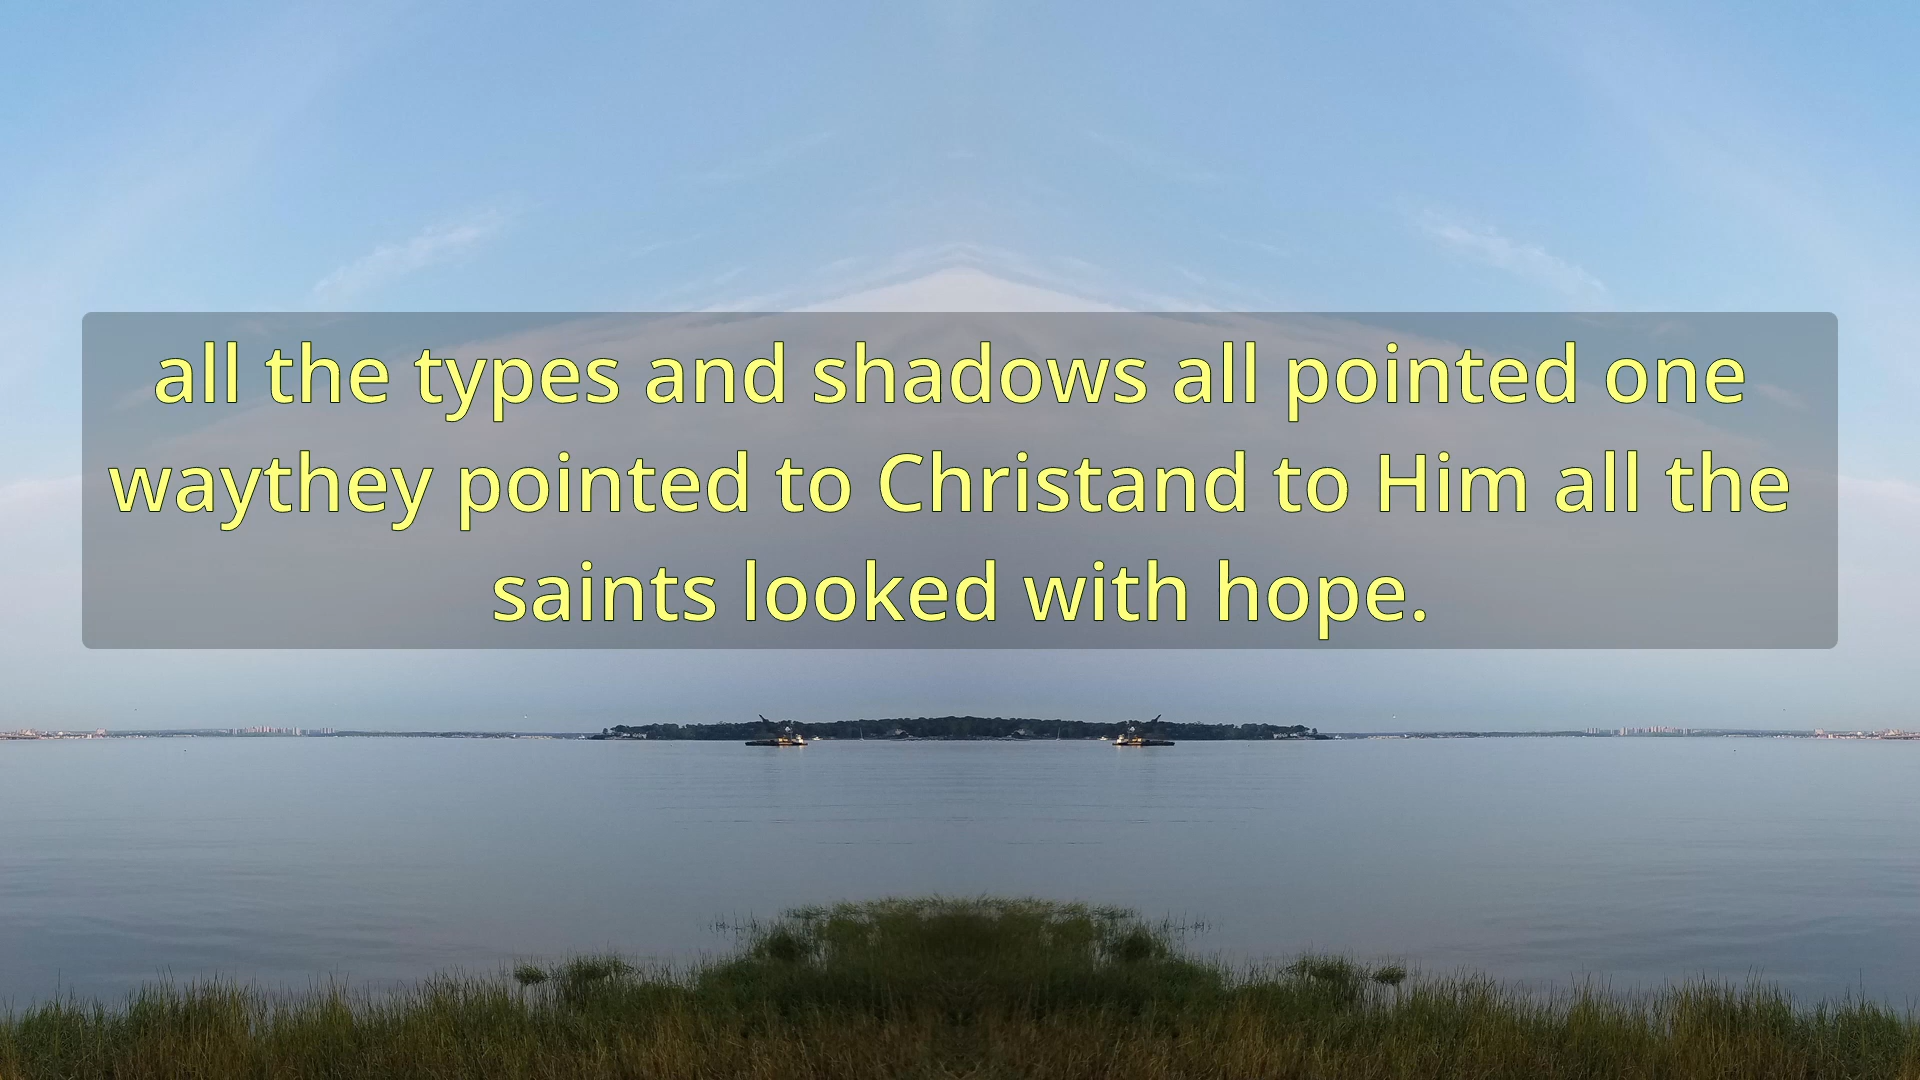 all the types and shadows all pointed one
waythey pointed to Christand to Him all the
saints looked with hope.